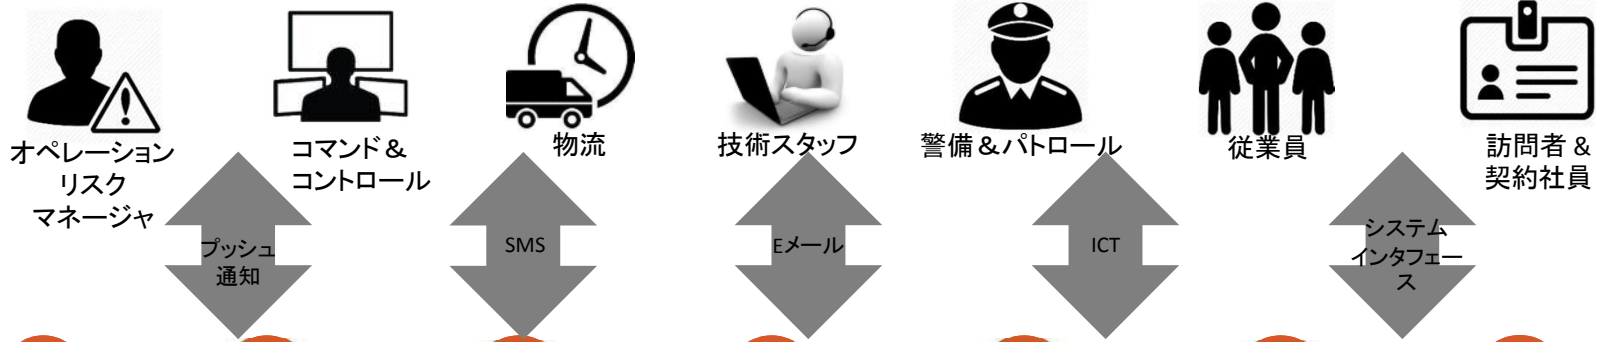 オペレーション
リスク
マネージャ
コマンド＆
コントロール
物流
技術スタッフ
警備＆パトロール
従業員
訪問者＆
契約社員
プッシュ
通知
SMS
Eメール
ICT
システム
インタフェー
ス